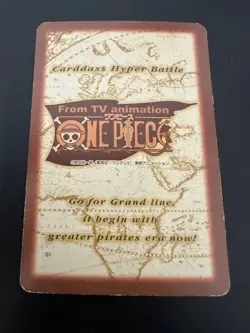 Carddass Hyper Battle
From TV animation
ワンピース
ONE PIECE
Go for Grand line.
It begin with
greater pirates era now!